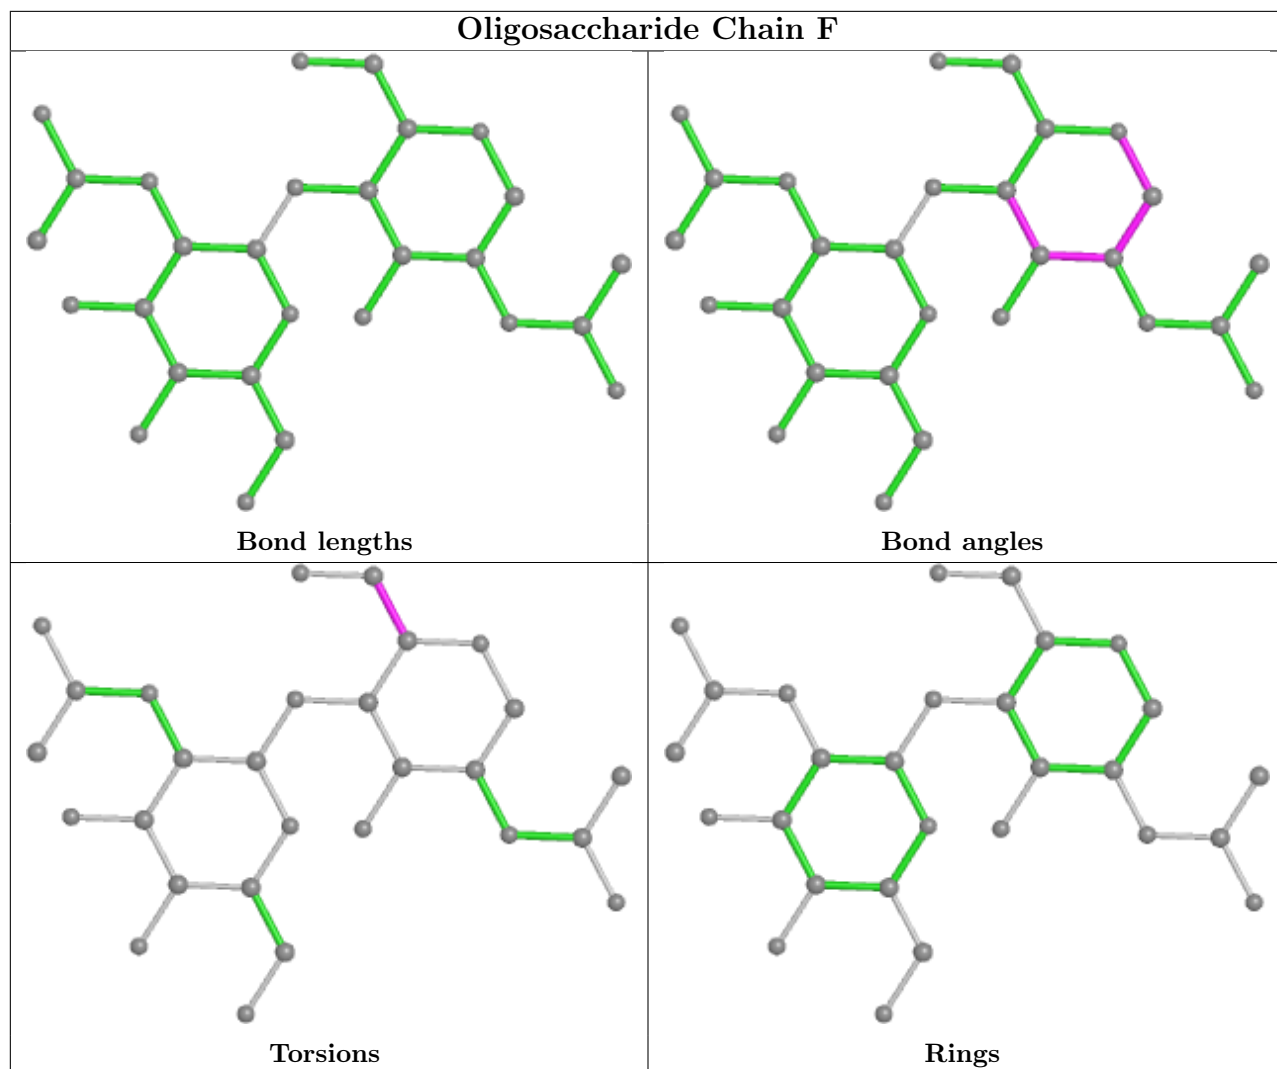 Oligosaccharide Chain F
Bond lengths
Bond angles
Torsions
Rings